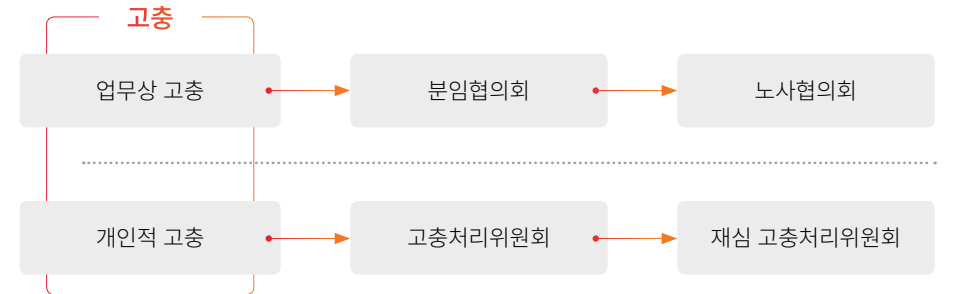 고충
업무상 고충
분임협의회
노사협의회
개인적 고충
고충처리위원회
재심 고충처리위원회